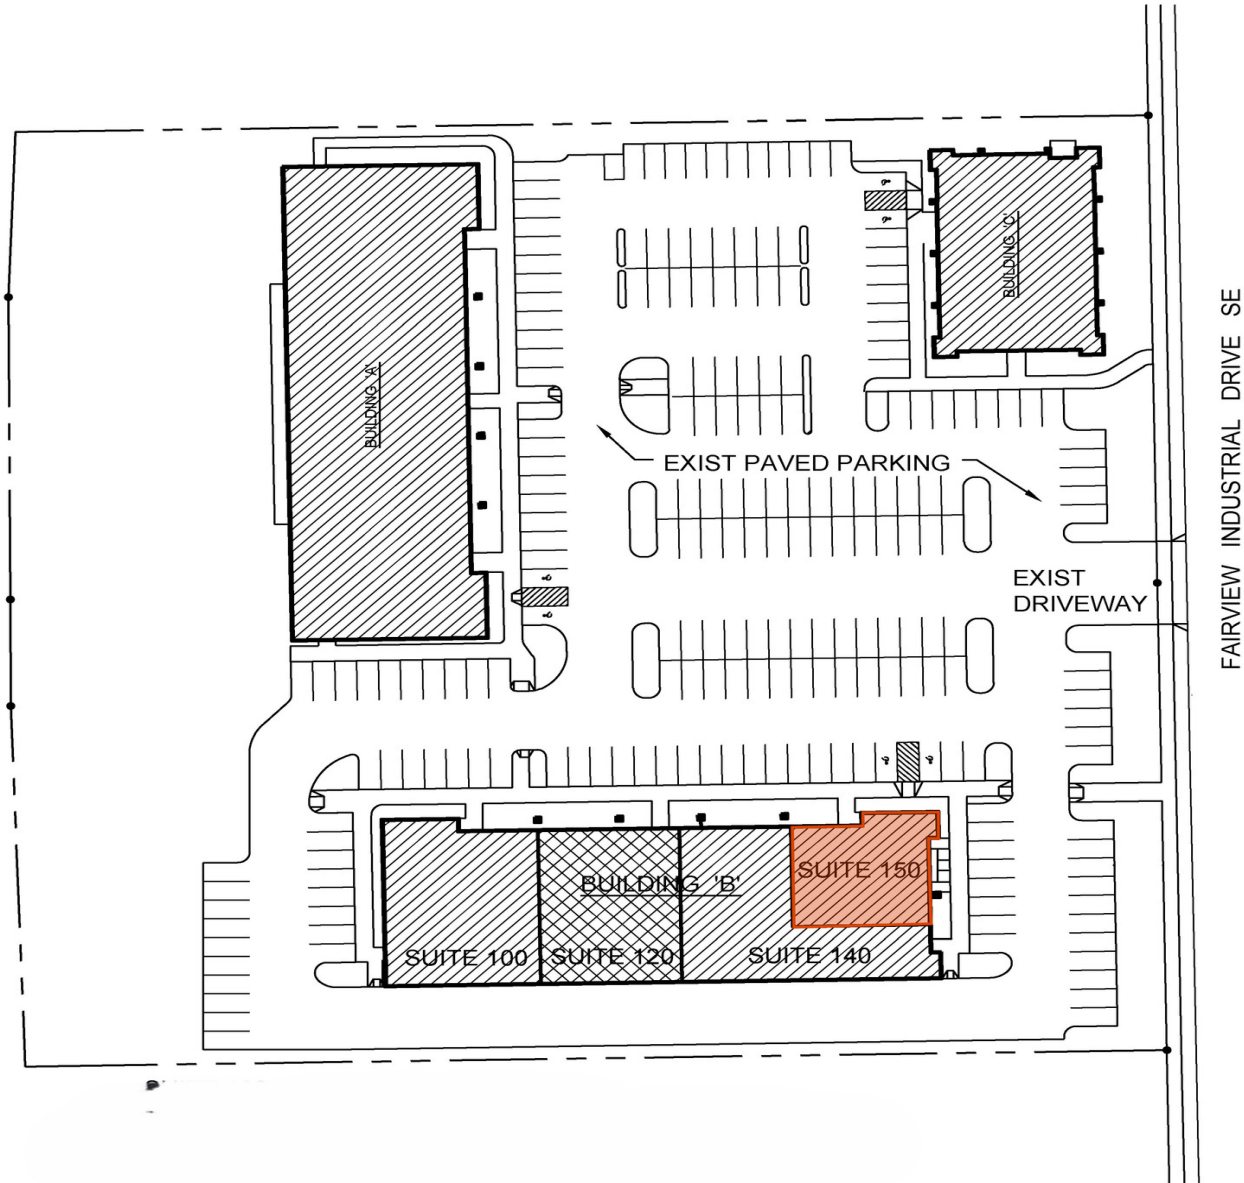 BUILDING 'A'
BUILDING 'C'
FAIRVIEW INDUSTRIAL DRIVE SE
EXIST PAVED PARKING
EXIST
DRIVEWAY
BUILDING 'B'
SUITE 150
SUITE 100
SUITE 120
SUITE 140